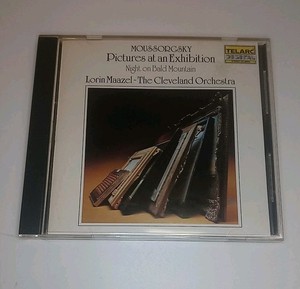 MOUSSORGSKY
Pictures at an Exhibition
Night on Bald Mountain
Lorin Maazel - The Cleveland Orchestra
TELARC